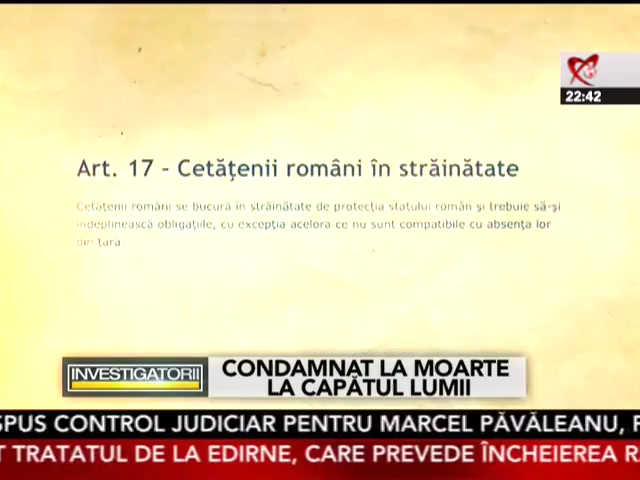 22:42
Art. 17 - Cetăţenii români în străinătate
Cetăţenii români se bucură în străinătate de protecţia statului român şi trebuie să-şi
îndeplinească obligaţiile, cu excepţia acelora ce nu sunt compatibile cu absenţa lor
din ţară.
INVESTIGATORII
CONDAMNAT LA MOARTE
LA CAPĂTUL LUMII
SPUS CONTROL JUDICIAR PENTRU MARCEL PĂVĂLEANU, F
T TRATATUL DE LA EDIRNE, CARE PREVEDE ÎNCHEIEREA RĂ